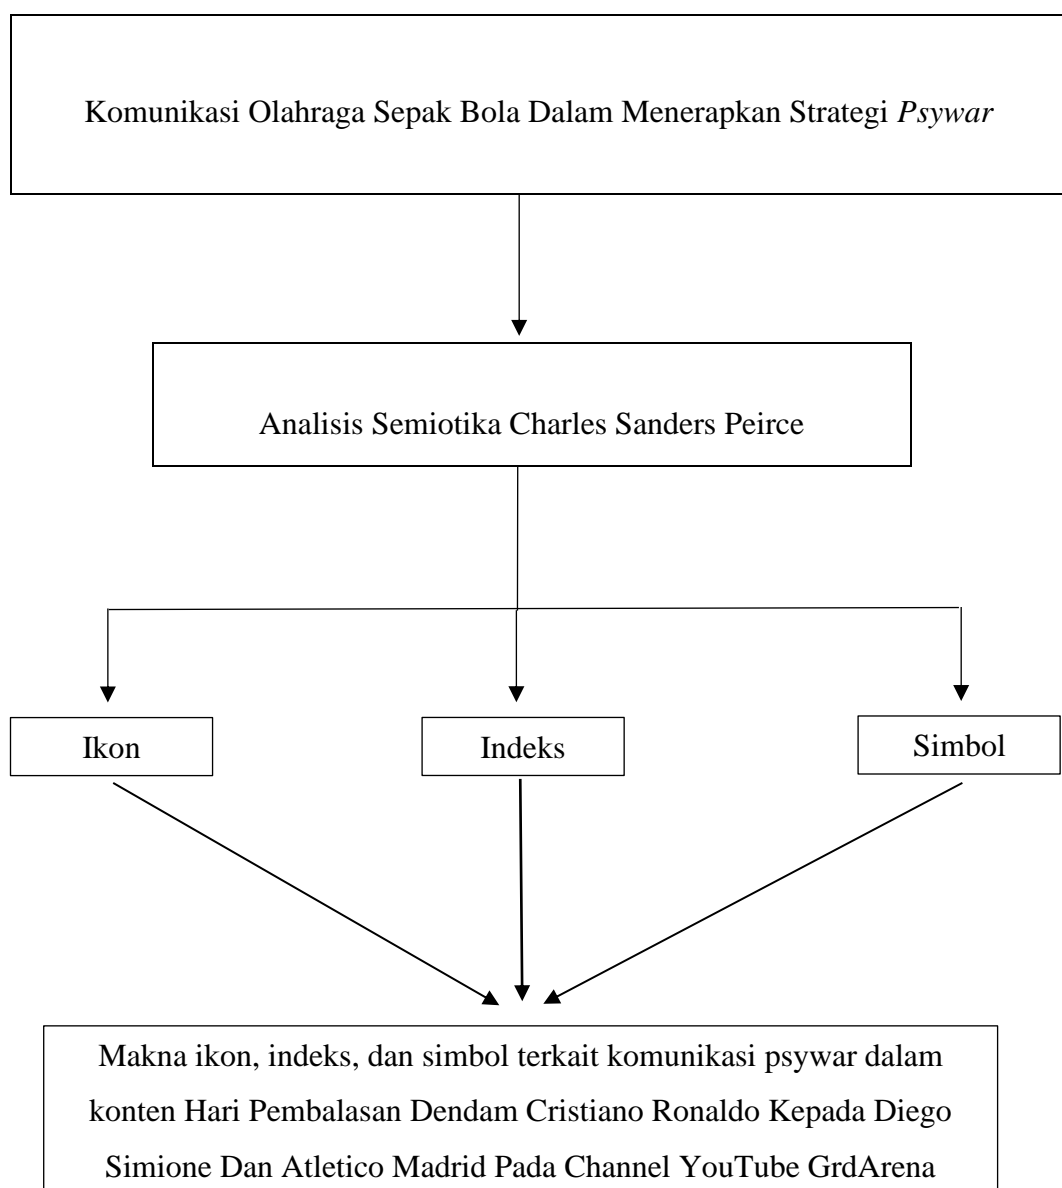 Komunikasi Olahraga Sepak Bola Dalam Menerapkan Strategi Psywar
Analisis Semiotika Charles Sanders Peirce
Ikon
Indeks
Simbol
Makna ikon, indeks, dan simbol terkait komunikasi psywar dalam
konten Hari Pembalasan Dendam Cristiano Ronaldo Kepada Diego
Simione Dan Atletico Madrid Pada Channel YouTube GrdArena